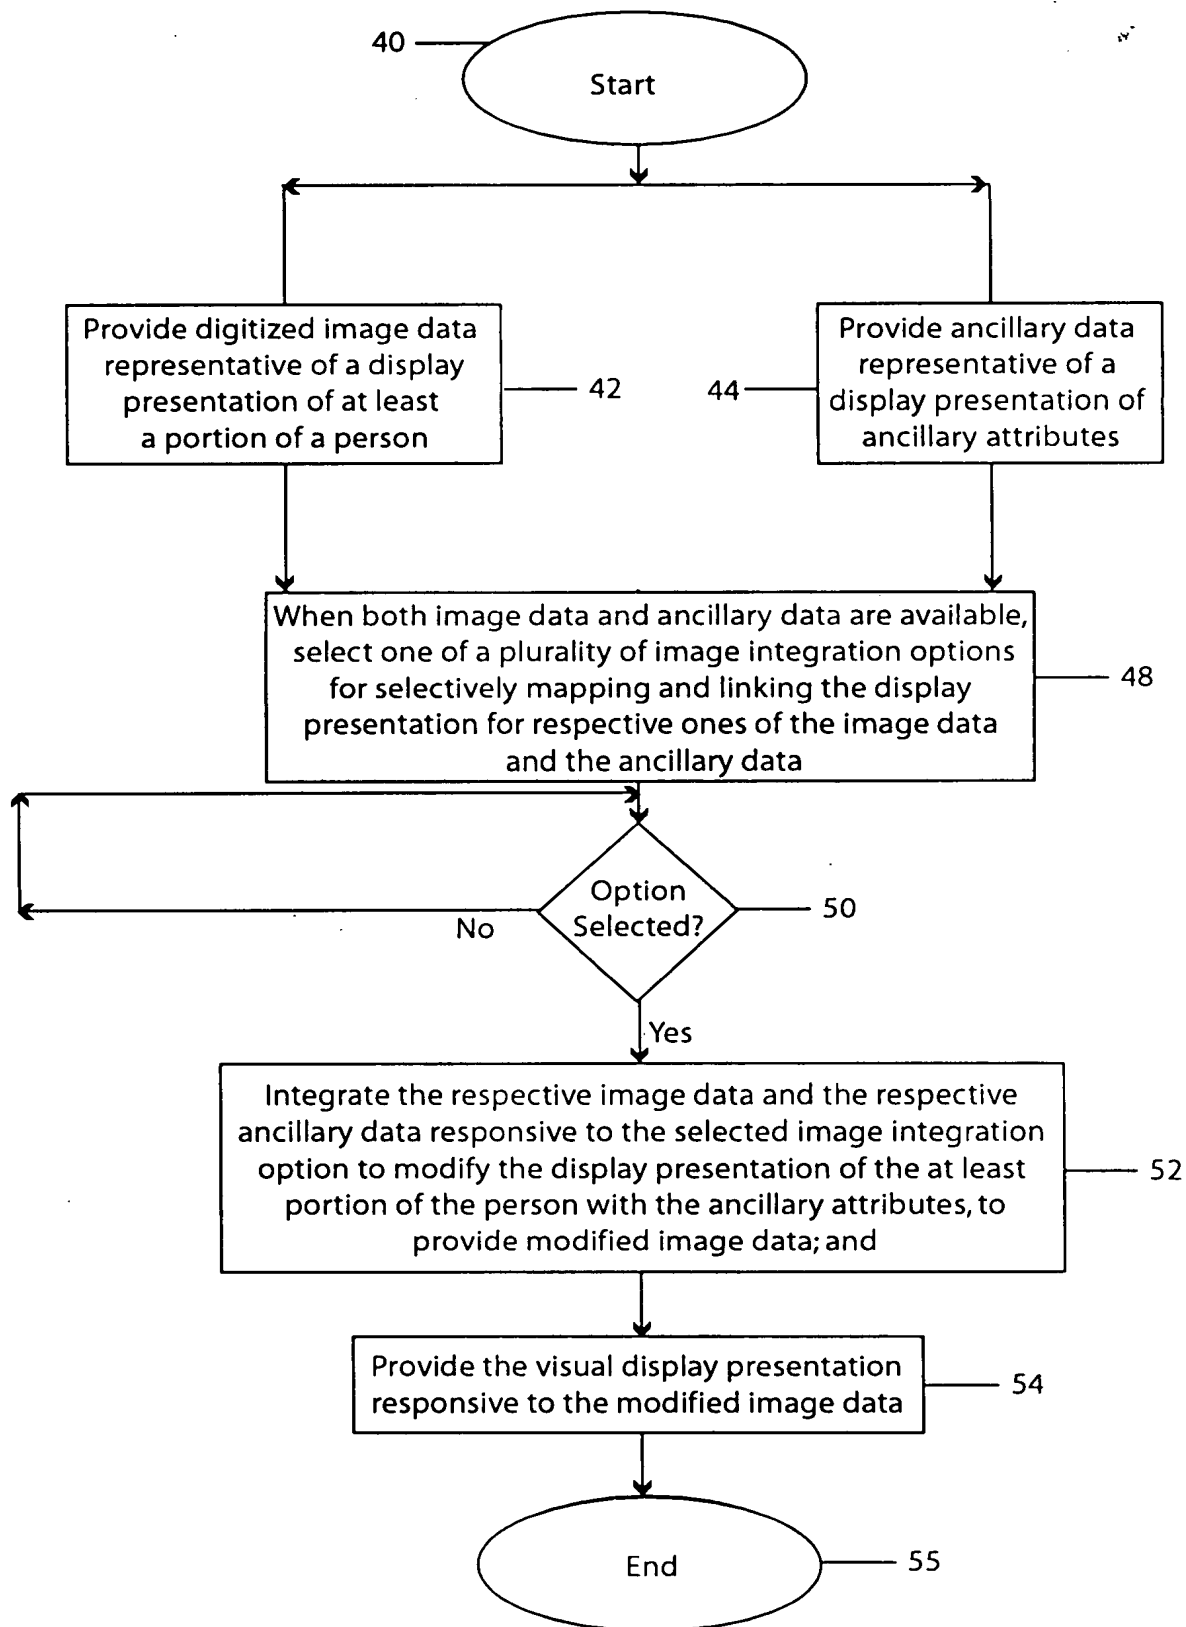 40
Start
Provide digitized image data
representative of a display
presentation of at least
a portion of a person
42
44
Provide ancillary data
representative of a
display presentation of
ancillary attributes
When both image data and ancillary data are available,
select one of a plurality of image integration options
for selectively mapping and linking the display
presentation for respective ones of the image data
and the ancillary data
48
Option
Selected?
50
No
Yes
Integrate the respective image data and the respective
ancillary data responsive to the selected image integration
option to modify the display presentation of the at least
portion of the person with the ancillary attributes, to
provide modified image data; and
52
Provide the visual display presentation
responsive to the modified image data
54
End
55